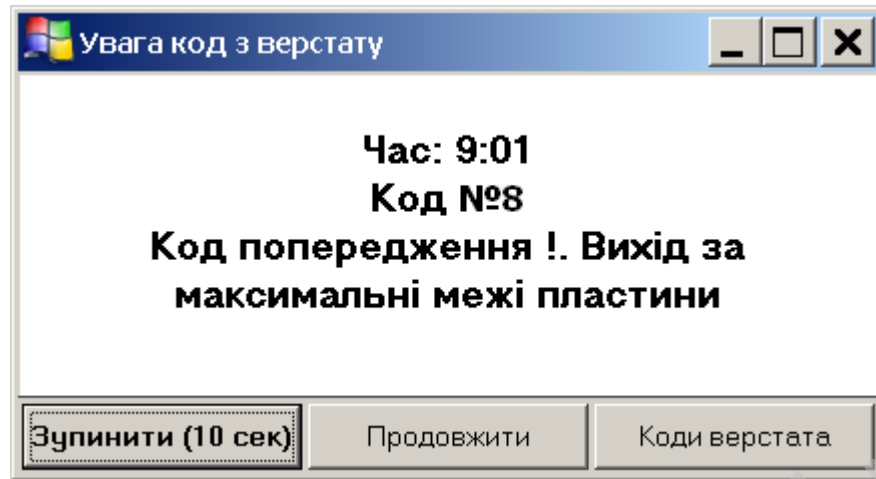 Увага код з верстату
Час: 9:01
Код №8
Код попередження !. Вихід за
максимальні межі пластини
Зупинити (10 сек)
Продовжити
Коди верстата